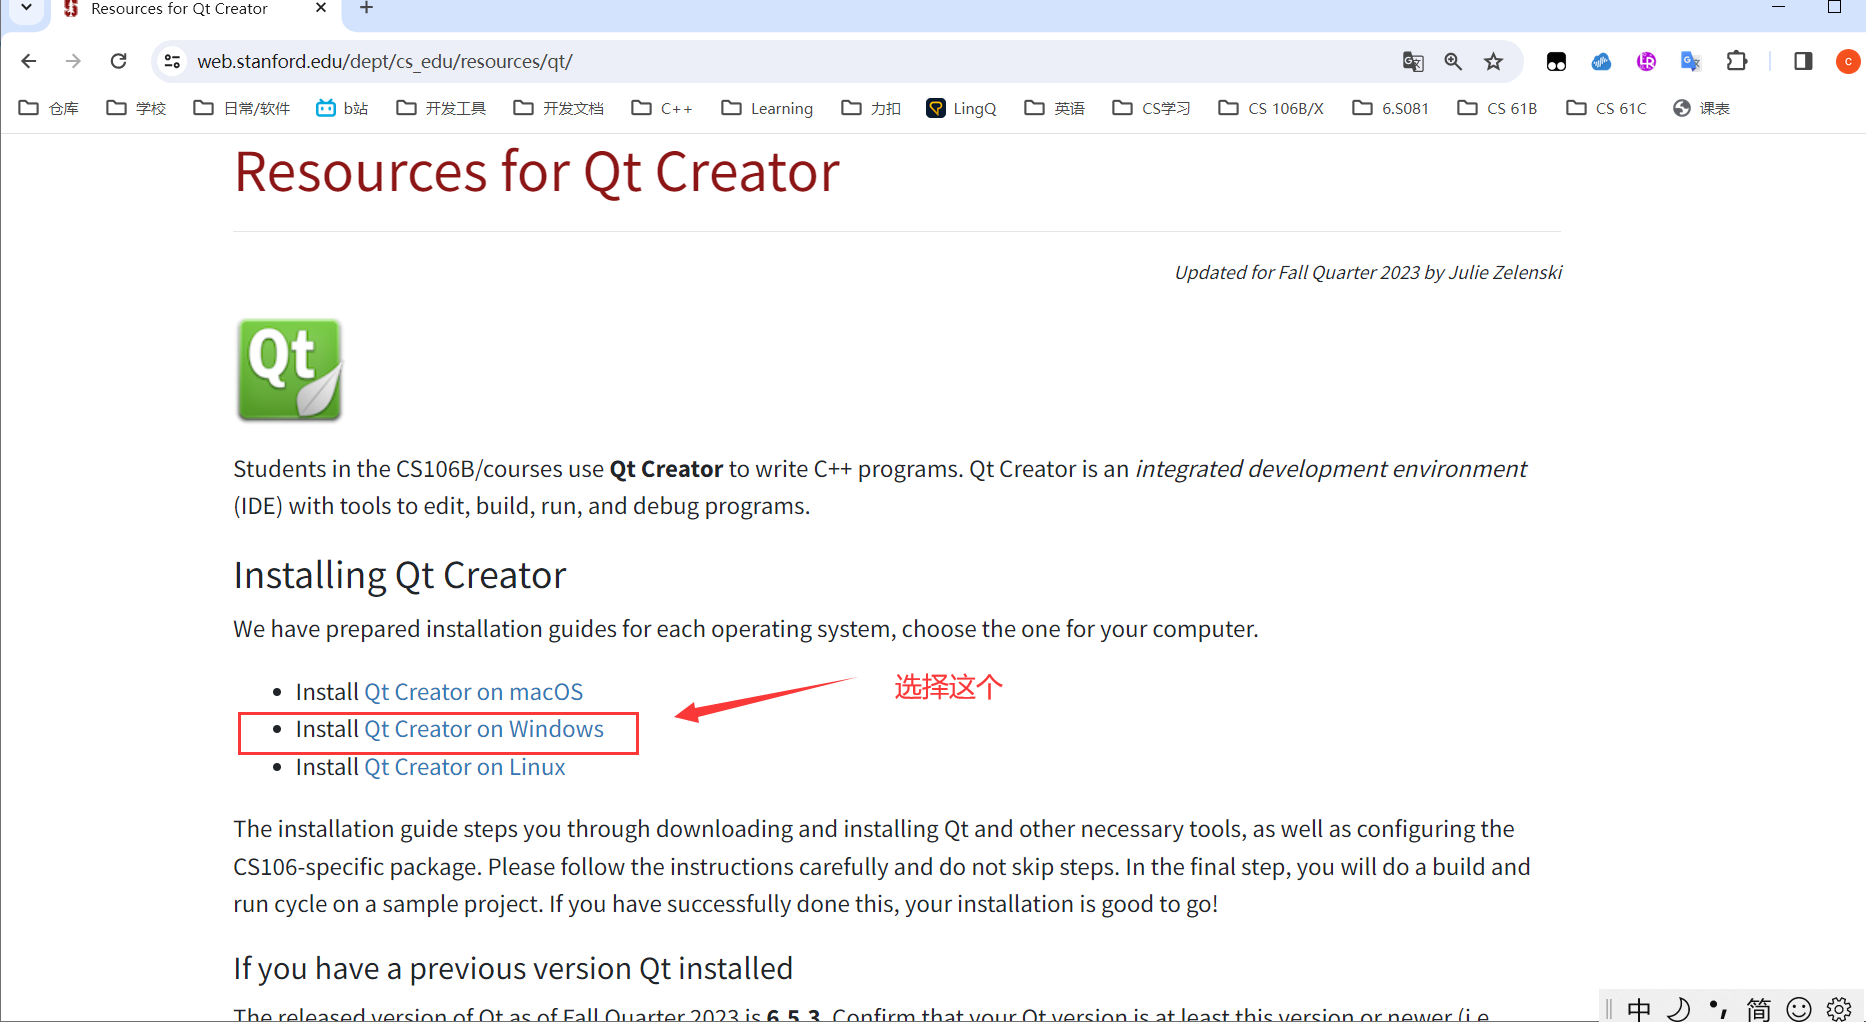 Resources for Qt Creator
web.stanford.edu/dept/cs_edu/resources/qt/
C
仓库 学校 日常/软件 b站 开发工具 开发文档 C++ Learning 力扣 LingQ 英语 CS学习 CS 106B/X 6.S081 CS 61B CS 61C 课表
Resources for Qt Creator
Updated for Fall Quarter 2023 by Julie Zelenski
Qt
Students in the CS106B/courses use Qt Creator to write C++ programs. Qt Creator is an integrated development environment
(IDE) with tools to edit, build, run, and debug programs.
Installing Qt Creator
We have prepared installation guides for each operating system, choose the one for your computer.
• Install Qt Creator on macOS
选择这个
• Install Qt Creator on Windows
• Install Qt Creator on Linux
The installation guide steps you through downloading and installing Qt and other necessary tools, as well as configuring the
CS106-specific package. Please follow the instructions carefully and do not skip steps. In the final step, you will do a build and
run cycle on a sample project. If you have successfully done this, your installation is good to go!
If you have a previous version Qt installed
The released version of Qt as of Fall Quarter 2023 is 6.5.3. Confirm that your Qt version is at least this version or newer (i.e.
中 简